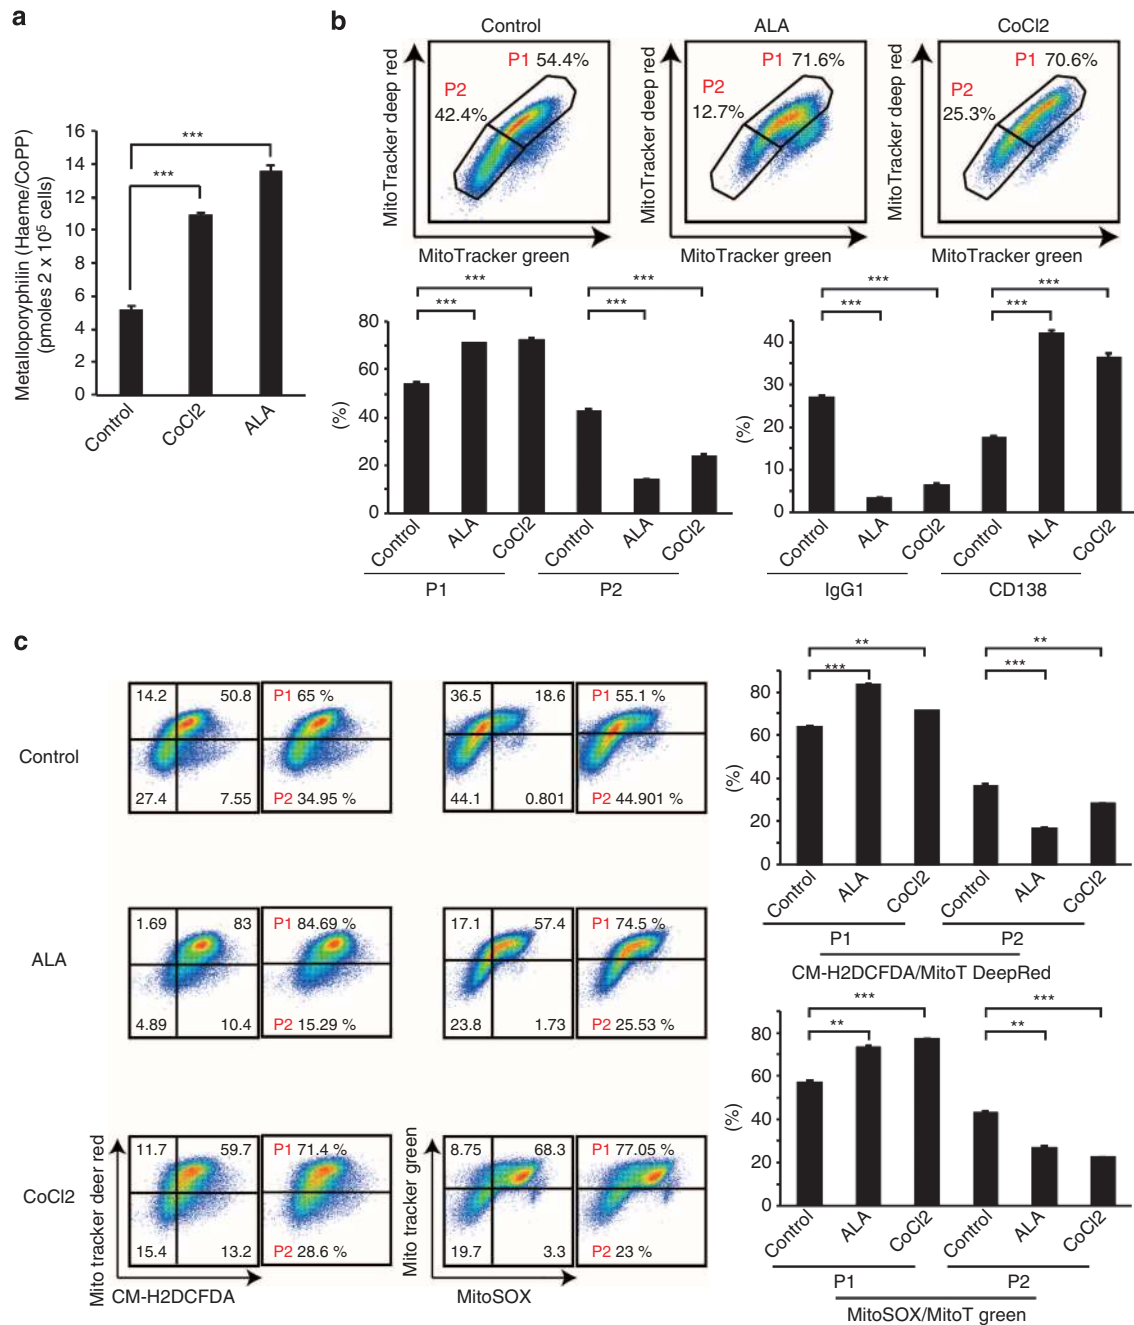 a
Metalloporyphilin (Haeme/CoPP)
(pmoles 2 x 10⁵ cells)
16
14
12
10
8
6
4
2
0
***
***
Control
CoCl2
ALA
b
Control
ALA
CoCl2
MitoTracker deep red
P1 54.4%
P2
42.4%
MitoTracker green
MitoTracker deep red
P1 71.6%
P2
12.7%
MitoTracker green
MitoTracker deep red
P1 70.6%
P2
25.3%
MitoTracker green
(%)
80
60
40
20
0
***
***
***
***
Control
ALA
CoCl2
Control
ALA
CoCl2
P1
P2
(%)
40
30
20
10
0
***
***
***
***
Control
ALA
CoCl2
Control
ALA
CoCl2
IgG1
CD138
c
Control
14.2
50.8
27.4
7.55
P1 65 %
P2 34.95 %
36.5
18.6
44.1
0.801
P1 55.1 %
P2 44.901 %
ALA
1.69
83
4.89
10.4
P1 84.69 %
P2 15.29 %
17.1
57.4
23.8
1.73
P1 74.5 %
P2 25.53 %
CoCl2
Mito tracker deer red
11.7
59.7
15.4
13.2
P1 71.4 %
P2 28.6 %
CM-H2DCFDA
Mito tracker green
8.75
68.3
19.7
3.3
P1 77.05 %
P2 23 %
MitoSOX
(%)
80
60
40
20
0
**
***
**
***
Control
ALA
CoCl2
Control
ALA
CoCl2
P1
P2
CM-H2DCFDA/MitoT DeepRed
(%)
80
60
40
20
0
***
**
***
**
Control
ALA
CoCl2
Control
ALA
CoCl2
P1
P2
MitoSOX/MitoT green